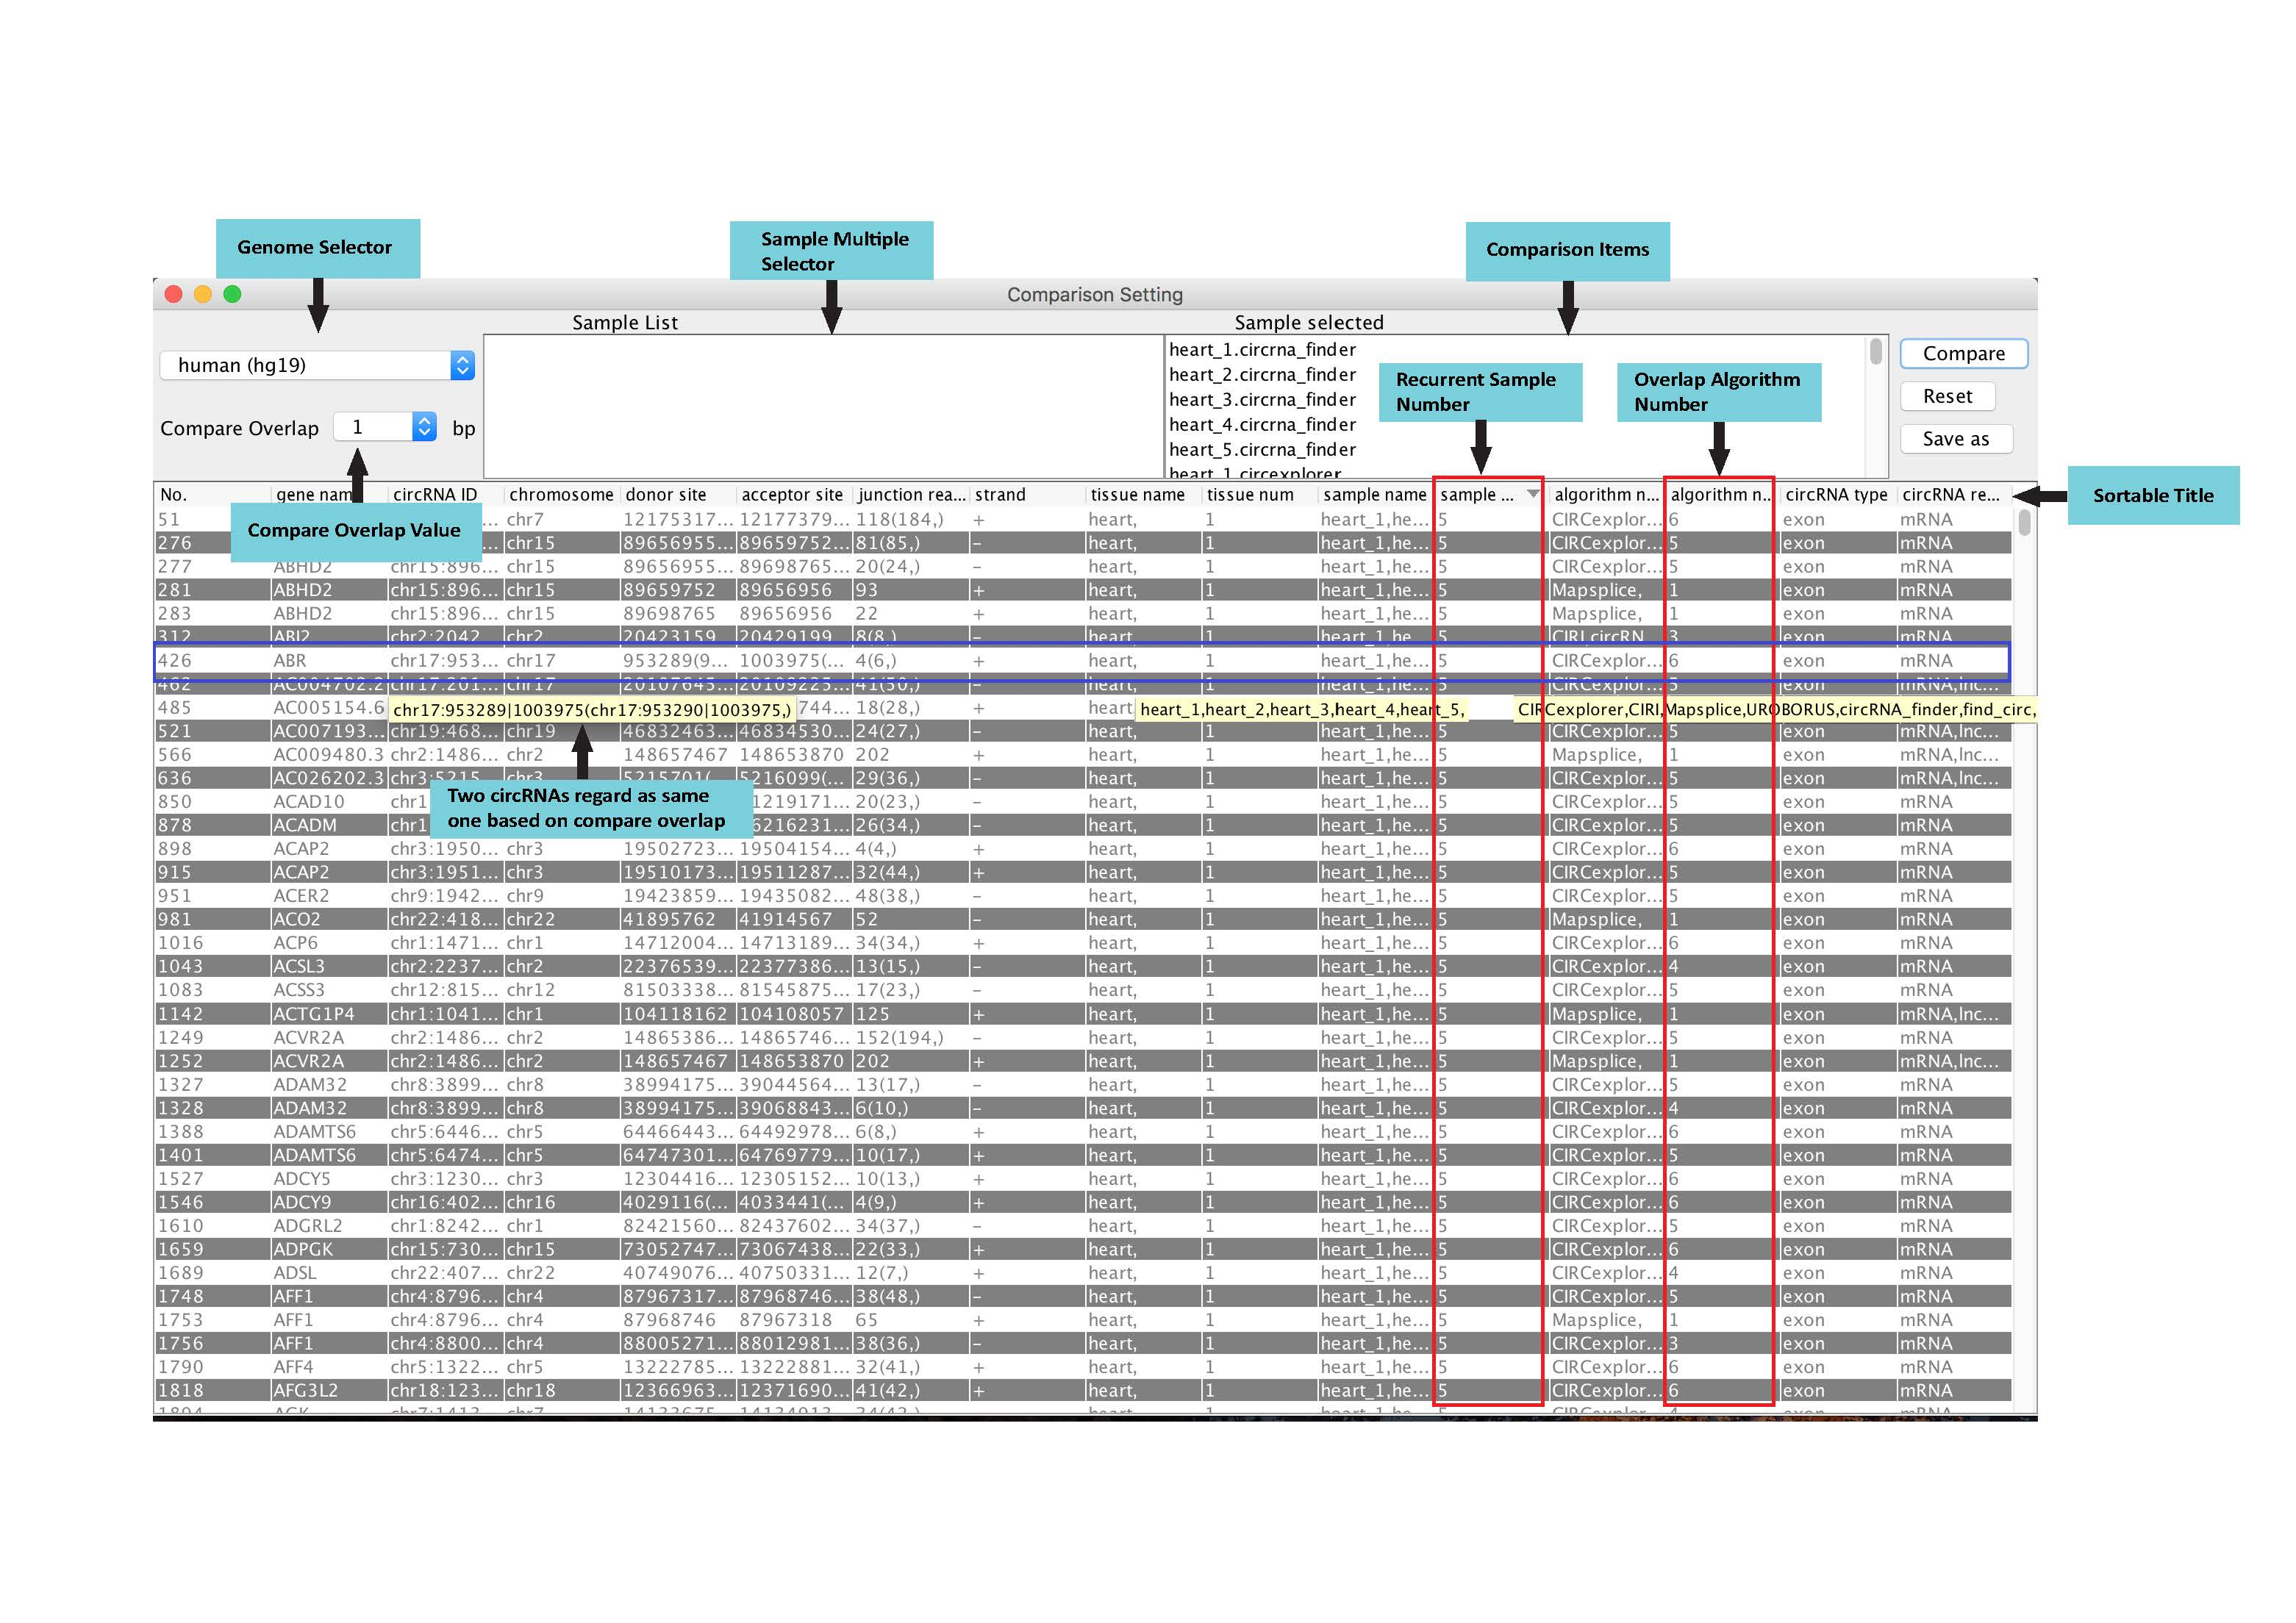 Genome Selector
Sample Multiple
Selector
Comparison Items
Comparison Setting
Sample List
Sample selected
human (hg19)
heart_1.circrna_finder
heart_2.circrna_finder
heart_3.circrna_finder
heart_4.circrna_finder
heart_5.circrna_finder
heart_1.circexplorer
Compare
Reset
Save as
Recurrent Sample
Number
Overlap Algorithm
Number
Compare Overlap 1 bp
Compare Overlap Value
Sortable Title
No. gene nam circRNA ID chromosome donor site acceptor site junction rea... strand tissue name tissue num sample name sample ... algorithm n... algorithm n... circRNA type circRNA re...
51 ... chr7 12175317... 12177379... 118(184,) + heart, 1 heart_1,he... 5 CIRCexplor... 6 exon mRNA
276 ... chr15 89656955... 89659752... 81(85,) – heart, 1 heart_1,he... 5 CIRCexplor... 5 exon mRNA
277 ABHD2 chr15:896... chr15 89656955... 89698765... 20(24,) – heart, 1 heart_1,he... 5 CIRCexplor... 5 exon mRNA
281 ABHD2 chr15:896... chr15 89659752 89656956 93 + heart, 1 heart_1,he... 5 Mapsplice, 1 exon mRNA
283 ABHD2 chr15:896... chr15 89698765 89656956 22 + heart, 1 heart_1,he... 5 Mapsplice, 1 exon mRNA
312 ABI2 chr2:2042... chr2 20423159... 20429199... 8(8,) – heart, 1 heart_1,he... 5 CIRI,circRN... 3 exon mRNA
426 ABR chr17:953... chr17 953289(9... 1003975(... 4(6,) + heart, 1 heart_1,he... 5 CIRCexplor... 6 exon mRNA
462 AC004702.2 chr17:201... chr17 20107645... 20109225... 41(50,) – heart, 1 heart_1,he... 5 CIRCexplor... 5 exon mRNA,lnc...
485 AC005154.6 744... 18(28,) + heart
chr17:953289|1003975(chr17:953290|1003975,)
heart_1,heart_2,heart_3,heart_4,heart_5,
CIRCexplorer,CIRI,Mapsplice,UROBORUS,circRNA_finder,find_circ,
521 AC007193... chr19:468... chr19 46832463... 46834530... 24(27,) – heart, 1 heart_1,he... 5 CIRCexplor... 5 exon mRNA,lnc...
566 AC009480.3 chr2:1486... chr2 148657467 148653870 202 + heart, 1 heart_1,he... 5 Mapsplice, 1 exon mRNA,lnc...
636 AC026202.3 chr3:5215... chr3 5215701(... 5216099(... 29(36,) – heart, 1 heart_1,he... 5 CIRCexplor... 5 exon mRNA,lnc...
850 ACAD10 chr1 1219171... 20(23,) – heart, 1 heart_1,he... 5 CIRCexplor... 5 exon mRNA
878 ACADM chr1 6216231... 26(34,) – heart, 1 heart_1,he... 5 CIRCexplor... 5 exon mRNA
Two circRNAs regard as same
one based on compare overlap
898 ACAP2 chr3:1950... chr3 19502723... 19504154... 4(4,) + heart, 1 heart_1,he... 5 CIRCexplor... 6 exon mRNA
915 ACAP2 chr3:1951... chr3 19510173... 19511287... 32(44,) + heart, 1 heart_1,he... 5 CIRCexplor... 5 exon mRNA
951 ACER2 chr9:1942... chr9 19423859... 19435082... 48(38,) – heart, 1 heart_1,he... 5 CIRCexplor... 5 exon mRNA
981 ACO2 chr22:418... chr22 41895762 41914567 52 – heart, 1 heart_1,he... 5 Mapsplice, 1 exon mRNA
1016 ACP6 chr1:1471... chr1 14712004... 14713189... 34(34,) + heart, 1 heart_1,he... 5 CIRCexplor... 6 exon mRNA
1043 ACSL3 chr2:2237... chr2 22376539... 22377386... 13(15,) – heart, 1 heart_1,he... 5 CIRCexplor... 4 exon mRNA
1083 ACSS3 chr12:815... chr12 81503338... 81545875... 17(23,) – heart, 1 heart_1,he... 5 CIRCexplor... 5 exon mRNA
1142 ACTG1P4 chr1:1041... chr1 104118162 104108057 125 + heart, 1 heart_1,he... 5 Mapsplice, 1 exon mRNA,lnc...
1249 ACVR2A chr2:1486... chr2 14865386... 14865746... 152(194,) – heart, 1 heart_1,he... 5 CIRCexplor... 5 exon mRNA
1252 ACVR2A chr2:1486... chr2 148657467 148653870 202 + heart, 1 heart_1,he... 5 Mapsplice, 1 exon mRNA,lnc...
1327 ADAM32 chr8:3899... chr8 38994175... 39044564... 13(17,) – heart, 1 heart_1,he... 5 CIRCexplor... 5 exon mRNA
1328 ADAM32 chr8:3899... chr8 38994175... 39068843... 6(10,) – heart, 1 heart_1,he... 5 CIRCexplor... 4 exon mRNA
1388 ADAMTS6 chr5:6446... chr5 64466443... 64492978... 6(8,) + heart, 1 heart_1,he... 5 CIRCexplor... 6 exon mRNA
1401 ADAMTS6 chr5:6474... chr5 64747301... 64769779... 10(17,) + heart, 1 heart_1,he... 5 CIRCexplor... 5 exon mRNA
1527 ADCY5 chr3:1230... chr3 12304416... 12305152... 10(13,) + heart, 1 heart_1,he... 5 CIRCexplor... 6 exon mRNA
1546 ADCY9 chr16:402... chr16 4029116(... 4033441(... 4(9,) + heart, 1 heart_1,he... 5 CIRCexplor... 6 exon mRNA
1610 ADGRL2 chr1:8242... chr1 82421560... 82437602... 34(37,) – heart, 1 heart_1,he... 5 CIRCexplor... 5 exon mRNA
1659 ADPGK chr15:730... chr15 73052747... 73067438... 22(33,) + heart, 1 heart_1,he... 5 CIRCexplor... 6 exon mRNA
1689 ADSL chr22:407... chr22 40749076... 40750331... 12(7,) + heart, 1 heart_1,he... 5 CIRCexplor... 4 exon mRNA
1748 AFF1 chr4:8796... chr4 87967317... 87968746... 38(48,) – heart, 1 heart_1,he... 5 CIRCexplor... 5 exon mRNA
1753 AFF1 chr4:8796... chr4 87968746 87967318 65 + heart, 1 heart_1,he... 5 Mapsplice, 1 exon mRNA
1756 AFF1 chr4:8800... chr4 88005271... 88012981... 38(36,) – heart, 1 heart_1,he... 5 CIRCexplor... 3 exon mRNA
1790 AFF4 chr5:1322... chr5 13222785... 13222881... 32(41,) + heart, 1 heart_1,he... 5 CIRCexplor... 6 exon mRNA
1818 AFG3L2 chr18:123... chr18 12366963... 12371690... 41(42,) + heart, 1 heart_1,he... 5 CIRCexplor... 6 exon mRNA